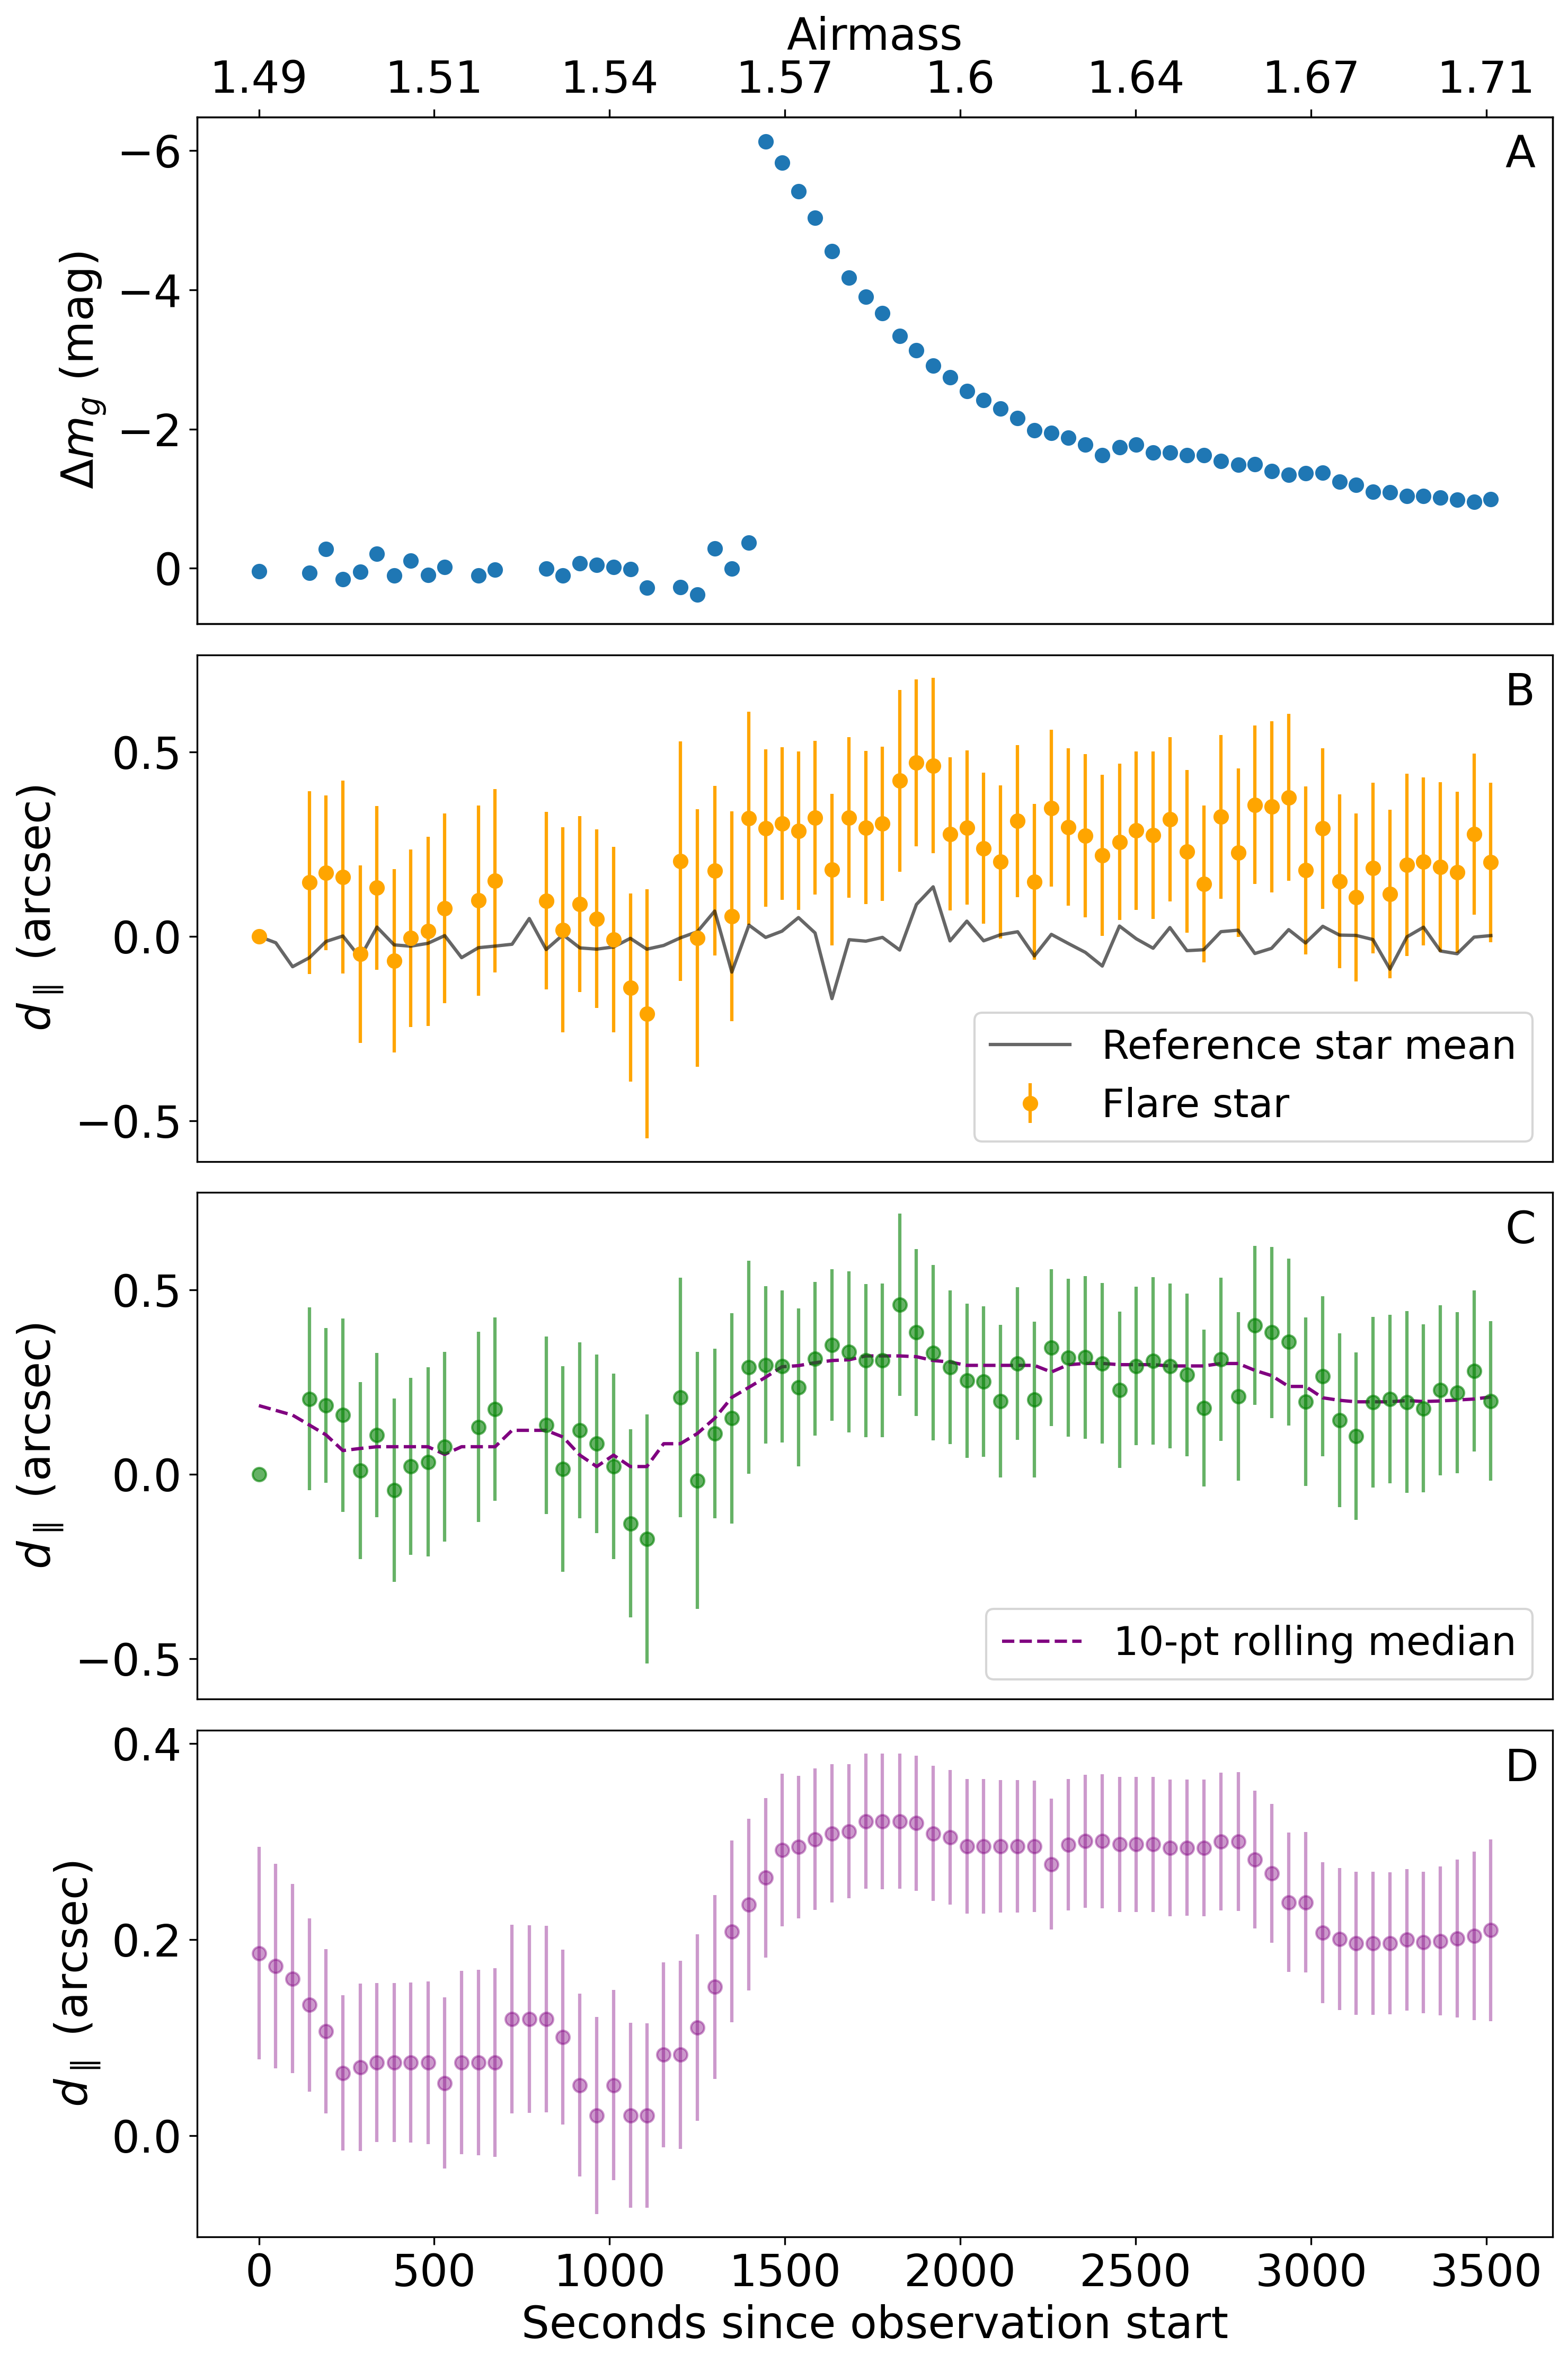 Airmass
1.49 1.51 1.54 1.57 1.6 1.64 1.67 1.71
A
−6
−4
−2
0
Δm_g (mag)
B
0.5
0.0
−0.5
d_∥ (arcsec)
Reference star mean
Flare star
C
0.5
0.0
−0.5
d_∥ (arcsec)
10-pt rolling median
D
0.4
0.2
0.0
d_∥ (arcsec)
0 500 1000 1500 2000 2500 3000 3500
Seconds since observation start